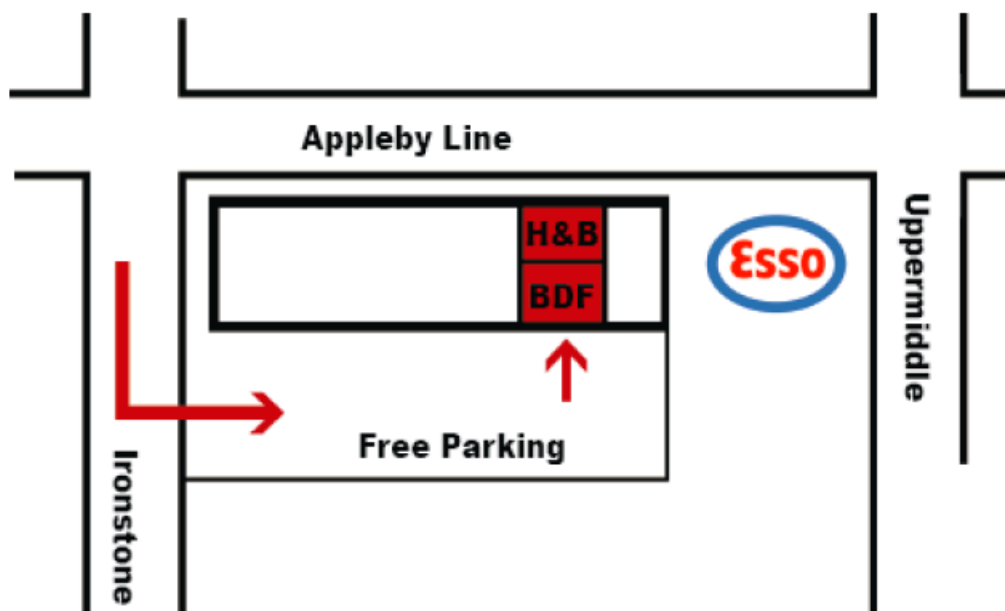 Appleby Line
H&B
BDF
Esso
Uppermiddle
Free Parking
Ironstone